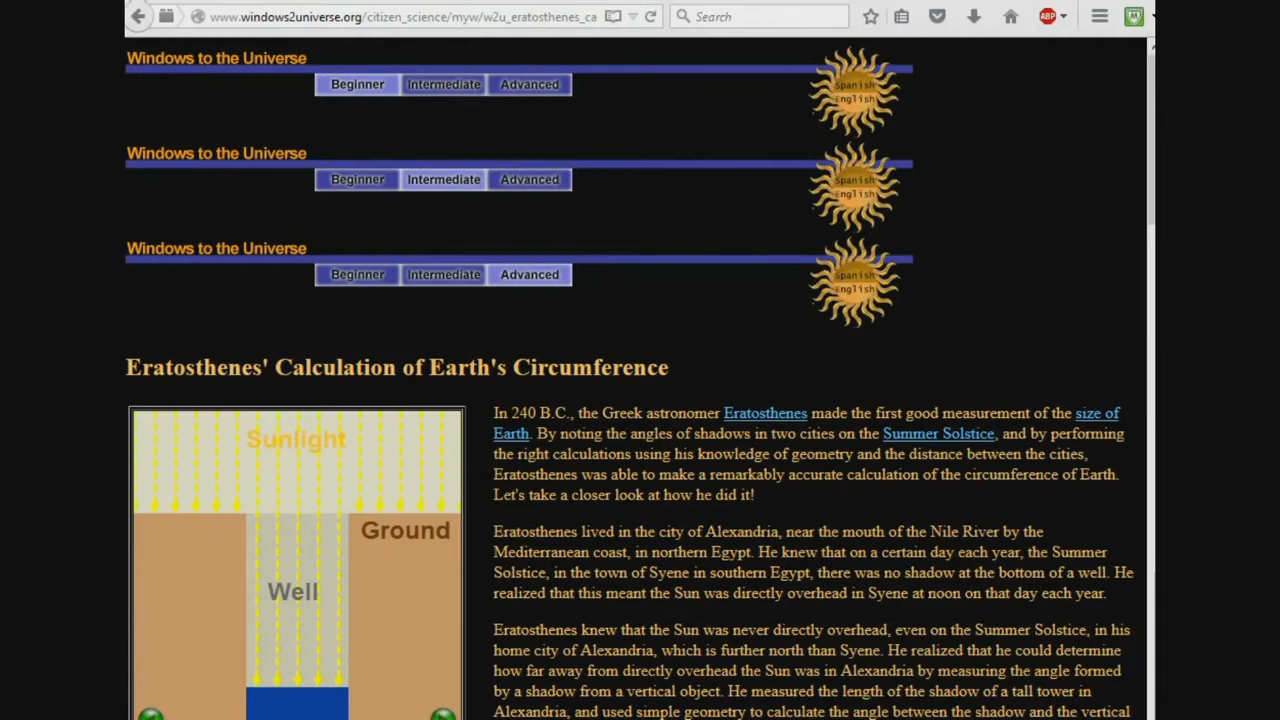 www.windows2universe.org/citizen_science/myw/w2u_eratosthenes_ca
Search
ABP
Windows to the Universe
Beginner Intermediate Advanced
Spanish
English
Windows to the Universe
Beginner Intermediate Advanced
Spanish
English
Windows to the Universe
Beginner Intermediate Advanced
Spanish
English
Eratosthenes' Calculation of Earth's Circumference
Sunlight
Ground
Well
In 240 B.C., the Greek astronomer Eratosthenes made the first good measurement of the size of
Earth. By noting the angles of shadows in two cities on the Summer Solstice, and by performing
the right calculations using his knowledge of geometry and the distance between the cities,
Eratosthenes was able to make a remarkably accurate calculation of the circumference of Earth.
Let's take a closer look at how he did it!
Eratosthenes lived in the city of Alexandria, near the mouth of the Nile River by the
Mediterranean coast, in northern Egypt. He knew that on a certain day each year, the Summer
Solstice, in the town of Syene in southern Egypt, there was no shadow at the bottom of a well. He
realized that this meant the Sun was directly overhead in Syene at noon on that day each year.
Eratosthenes knew that the Sun was never directly overhead, even on the Summer Solstice, in his
home city of Alexandria, which is further north than Syene. He realized that he could determine
how far away from directly overhead the Sun was in Alexandria by measuring the angle formed
by a shadow from a vertical object. He measured the length of the shadow of a tall tower in
Alexandria, and used simple geometry to calculate the angle between the shadow and the vertical